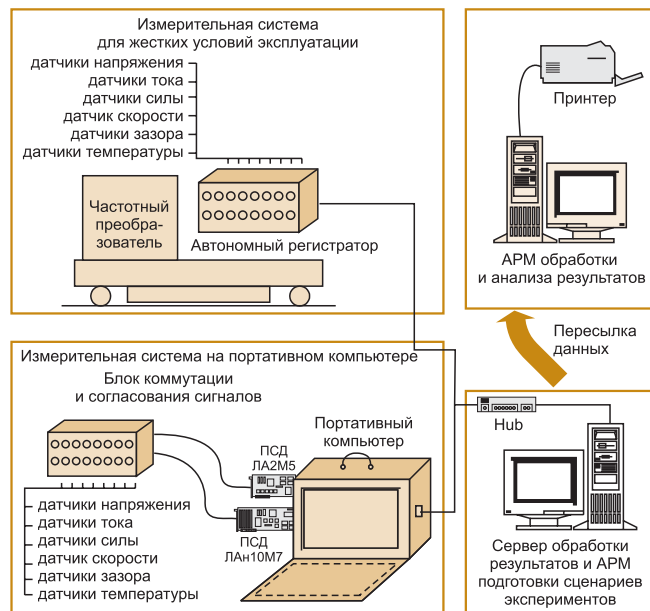 Измерительная система
для жестких условий эксплуатации
датчики напряжения
датчики тока
датчики силы
датчик скорости
датчики зазора
датчики температуры
Частотный
преобра-
зователь
Автономный регистратор
Принтер
АРМ обработки
и анализа результатов
Пересылка
данных
Измерительная система на портативном компьютере
Блок коммутации
и согласования сигналов
ПСД
ЛА2М5
Портативный
компьютер
ПСД
ЛАн10М7
датчики напряжения
датчики тока
датчики силы
датчик скорости
датчики зазора
датчики температуры
Hub
Сервер обработки
результатов и АРМ
подготовки сценариев
экспериментов